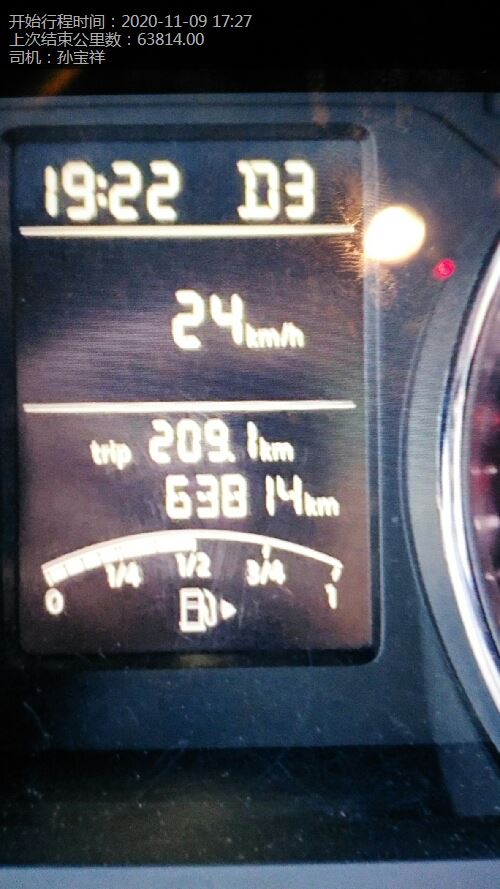 开始行程时间：2020-11-09 17:27
上次结束公里数：63814.00
司机：孙宝祥
19:22 D3
24km/h
trip 209.1km
63814km
0 1/4 1/2 3/4 1